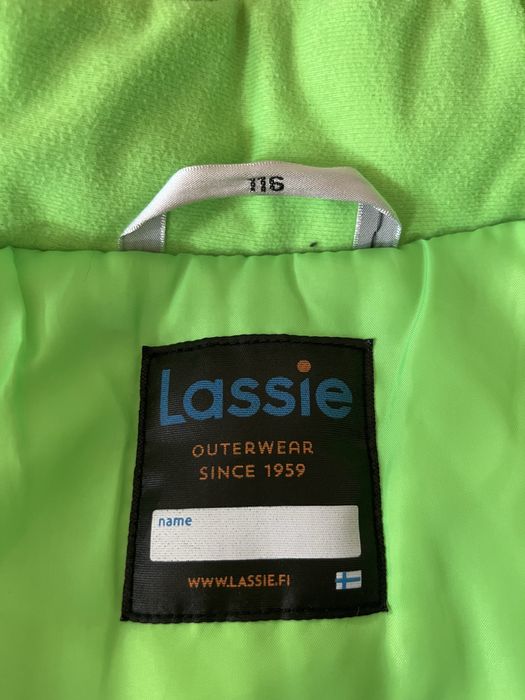 116
Lassie
OUTERWEAR
SINCE 1959
name
WWW.LASSIE.FI